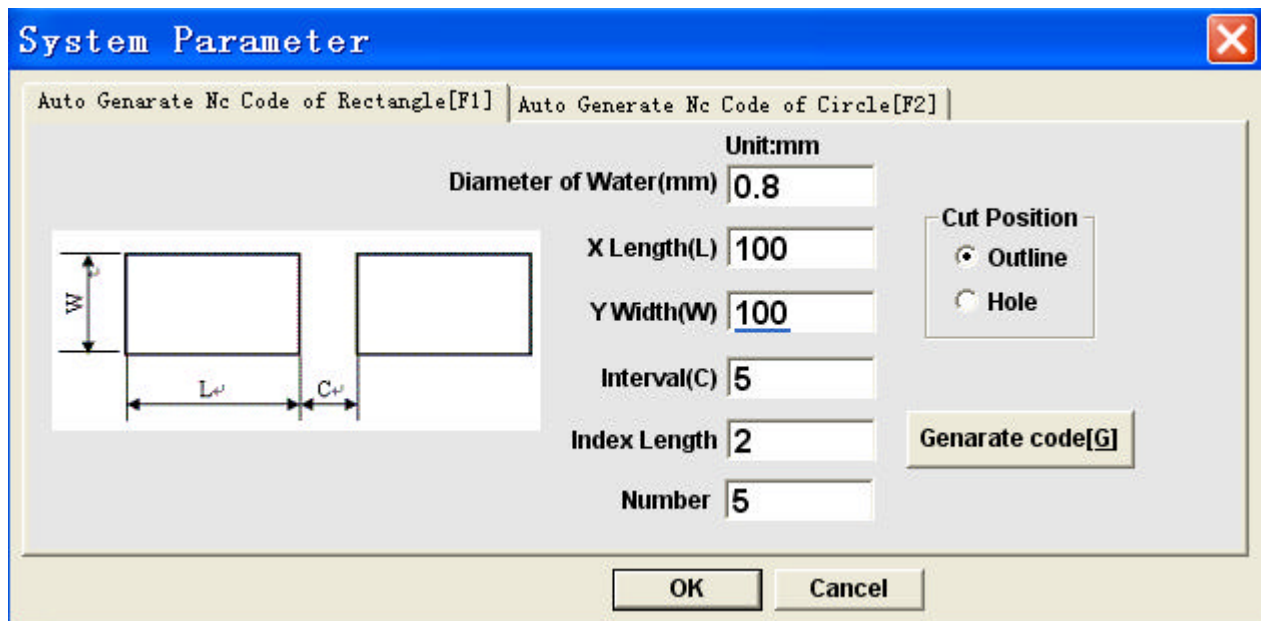 System Parameter
Auto Genarate Nc Code of Rectangle[F1]
Auto Generate Nc Code of Circle[F2]
Unit:mm
Diameter of Water(mm) 0.8
X Length(L) 100
Y Width(W) 100
Interval(C) 5
Index Length 2
Number 5
Cut Position
Outline
Hole
Genarate code[G]
W
L
C
OK
Cancel